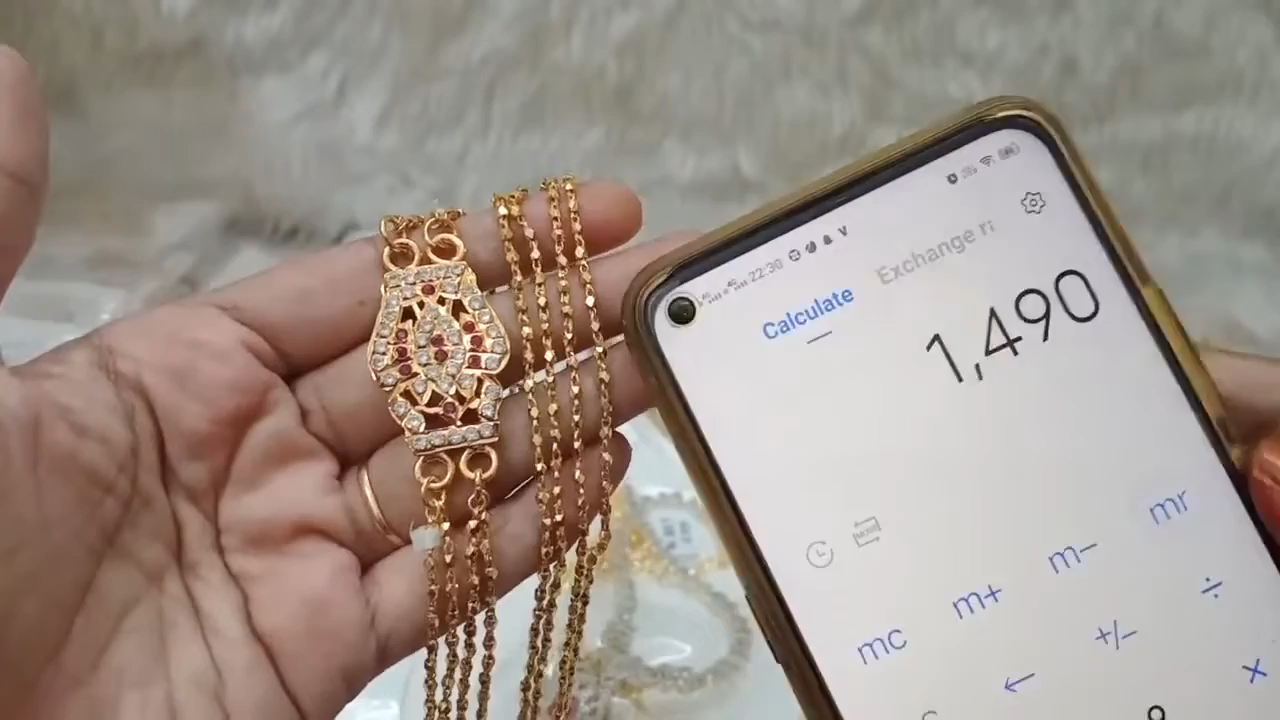 22:30
Calculate Exchange r
1,490
mc m+ m− mr
← +/− ÷
×